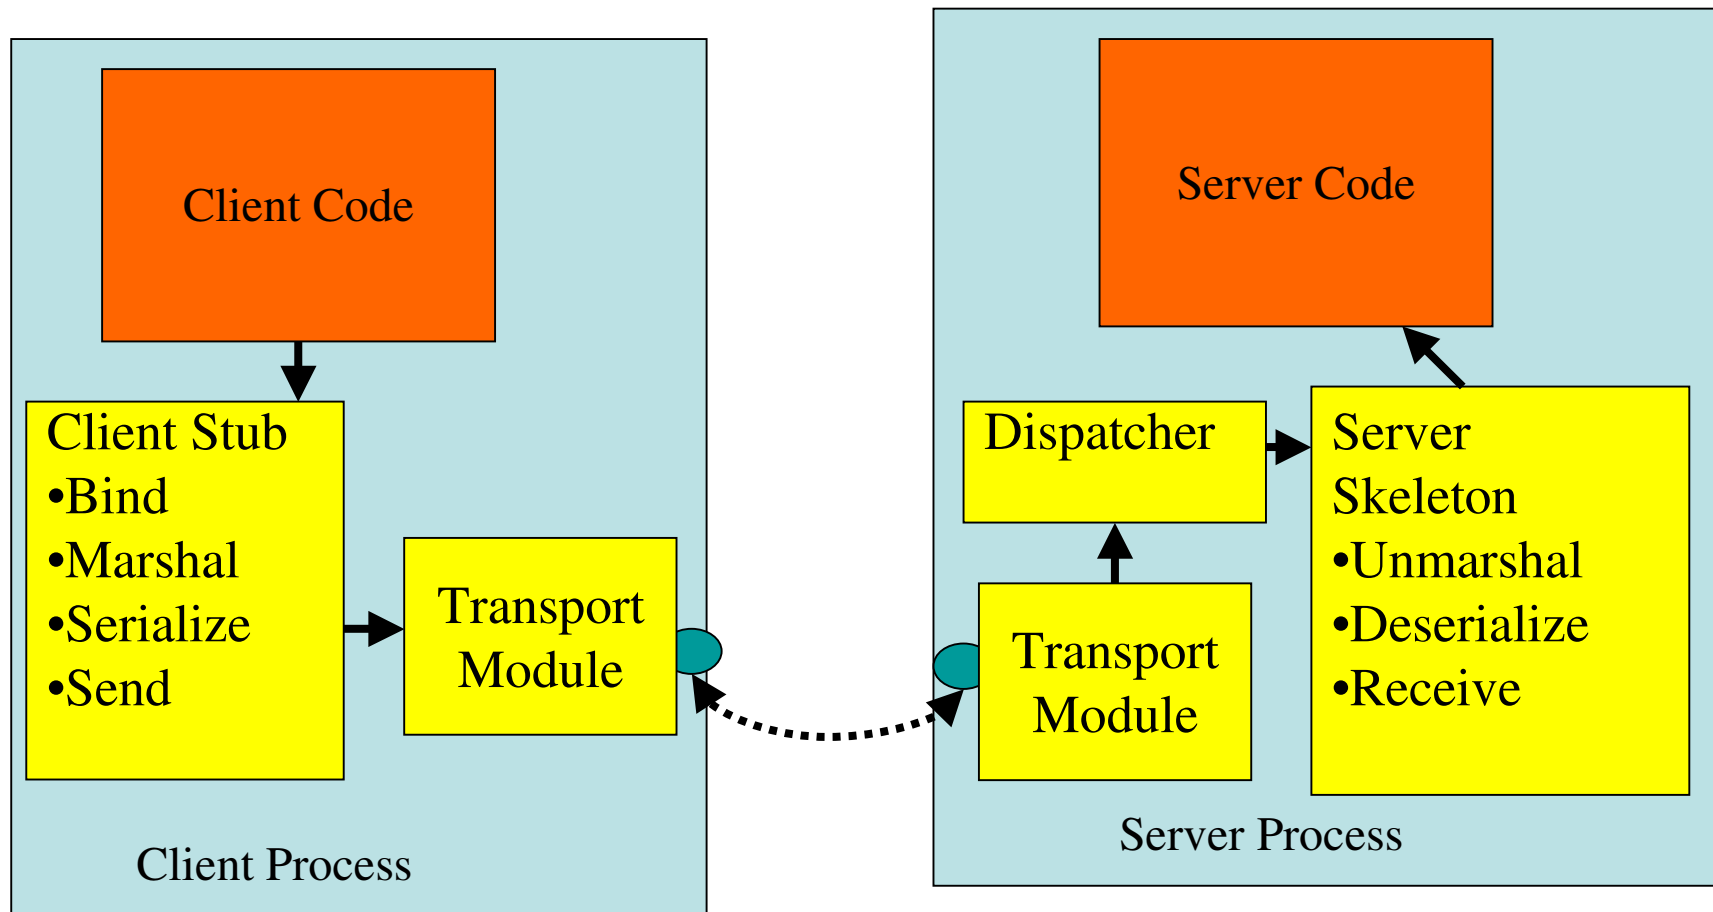 Client Code
Client Stub
•Bind
•Marshal
•Serialize
•Send
Transport
Module
Client Process
Server Code
Dispatcher
Transport
Module
Server
Skeleton
•Unmarshal
•Deserialize
•Receive
Server Process